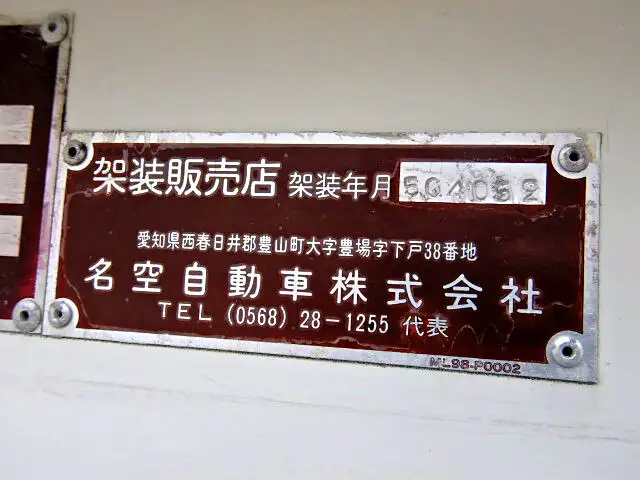 架装販売店 架装年月
愛知県西春日井郡豊山町大字豊場字下戸38番地
名空自動車株式会社
TEL (0568) 28-1255 代表
ML98-P0002